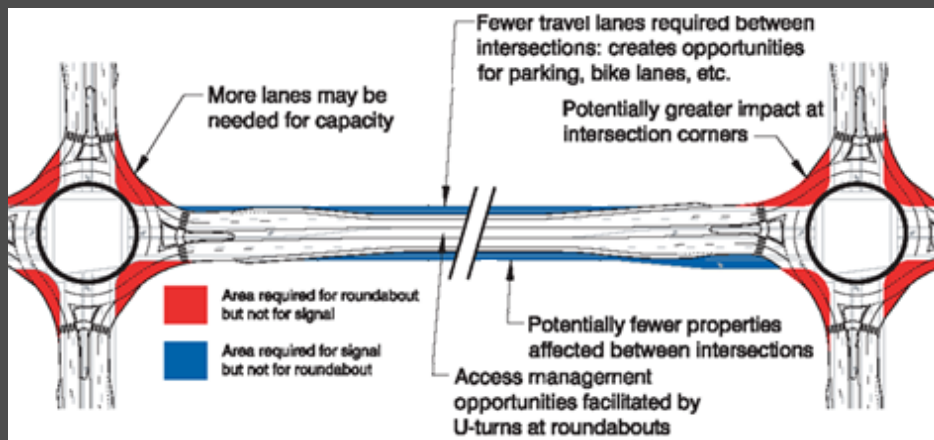 Fewer travel lanes required between
intersections: creates opportunities
for parking, bike lanes, etc.
More lanes may be
needed for capacity
Potentially greater impact at
intersection corners
Area required for roundabout
but not for signal
Area required for signal
but not for roundabout
Potentially fewer properties
affected between intersections
Access management
opportunities facilitated by
U-turns at roundabouts